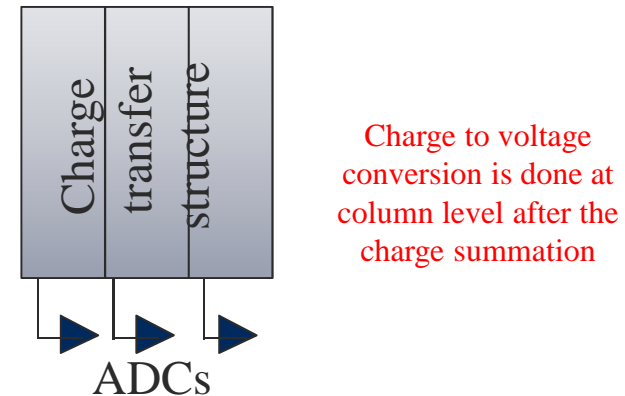 Charge
transfer
structure
Charge to voltage
conversion is done at
column level after the
charge summation
ADCs